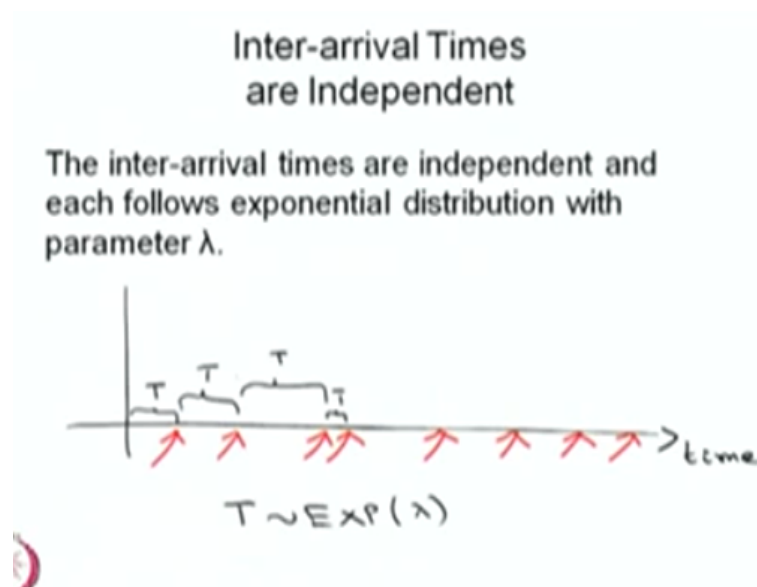 Inter-arrival Times
are Independent
The inter-arrival times are independent and
each follows exponential distribution with
parameter λ.
T T T T
time
T ~ EXP(λ)